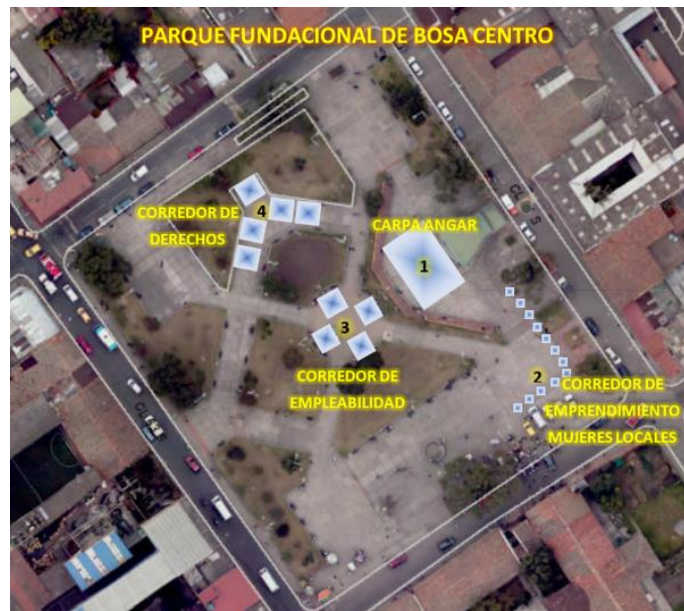 PARQUE FUNDACIONAL DE BOSA CENTRO
CORREDOR DE
DERECHOS
4
CARPA ANGAR
1
3
CORREDOR DE
EMPLEABILIDAD
2
CORREDOR DE
EMPRENDIMIENTO
MUJERES LOCALES